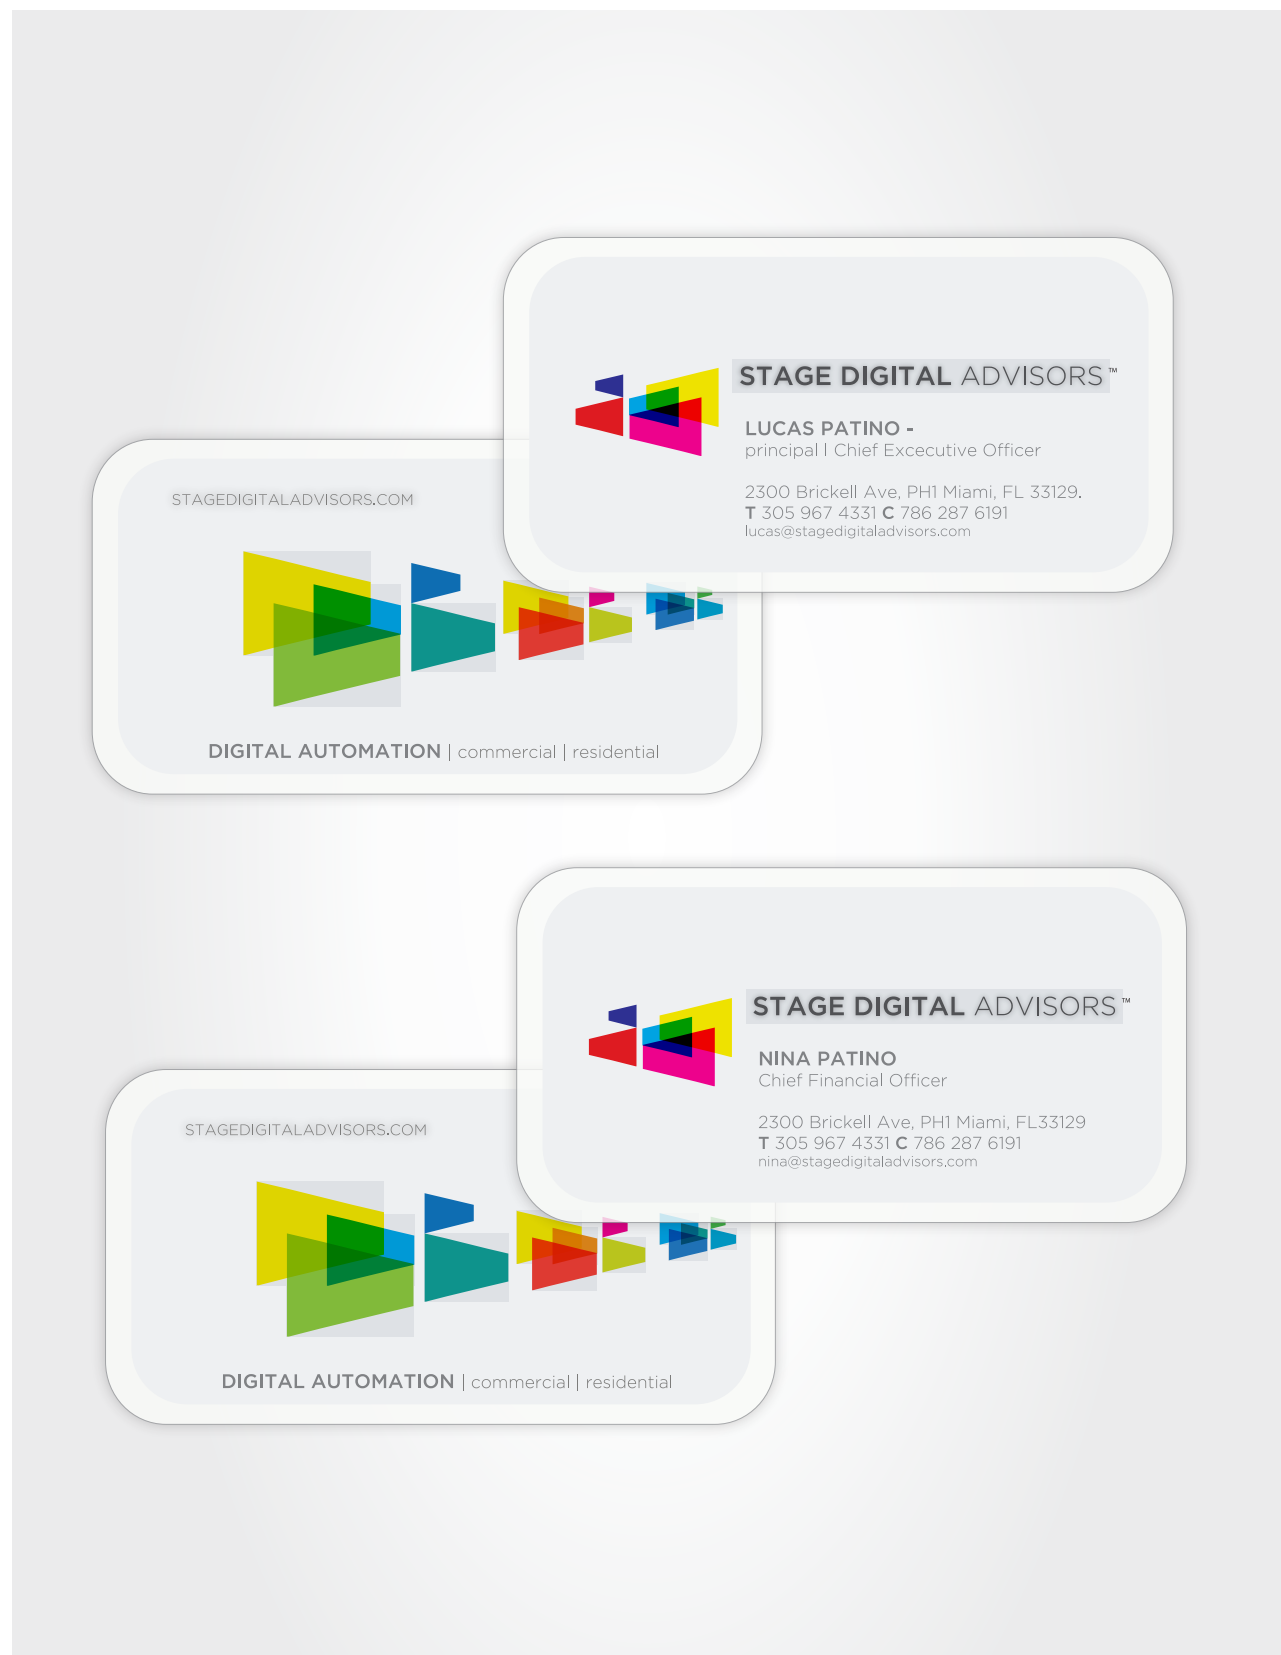 STAGE DIGITAL ADVISORS™
LUCAS PATINO -
principal l Chief Excecutive Officer
2300 Brickell Ave, PH1 Miami, FL 33129.
T 305 967 4331 C 786 287 6191
lucas@stagedigitaladvisors.com
STAGEDIGITALADVISORS.COM
DIGITAL AUTOMATION | commercial | residential
STAGE DIGITAL ADVISORS™
NINA PATINO
Chief Financial Officer
2300 Brickell Ave, PH1 Miami, FL33129
T 305 967 4331 C 786 287 6191
nina@stagedigitaladvisors.com
STAGEDIGITALADVISORS.COM
DIGITAL AUTOMATION | commercial | residential